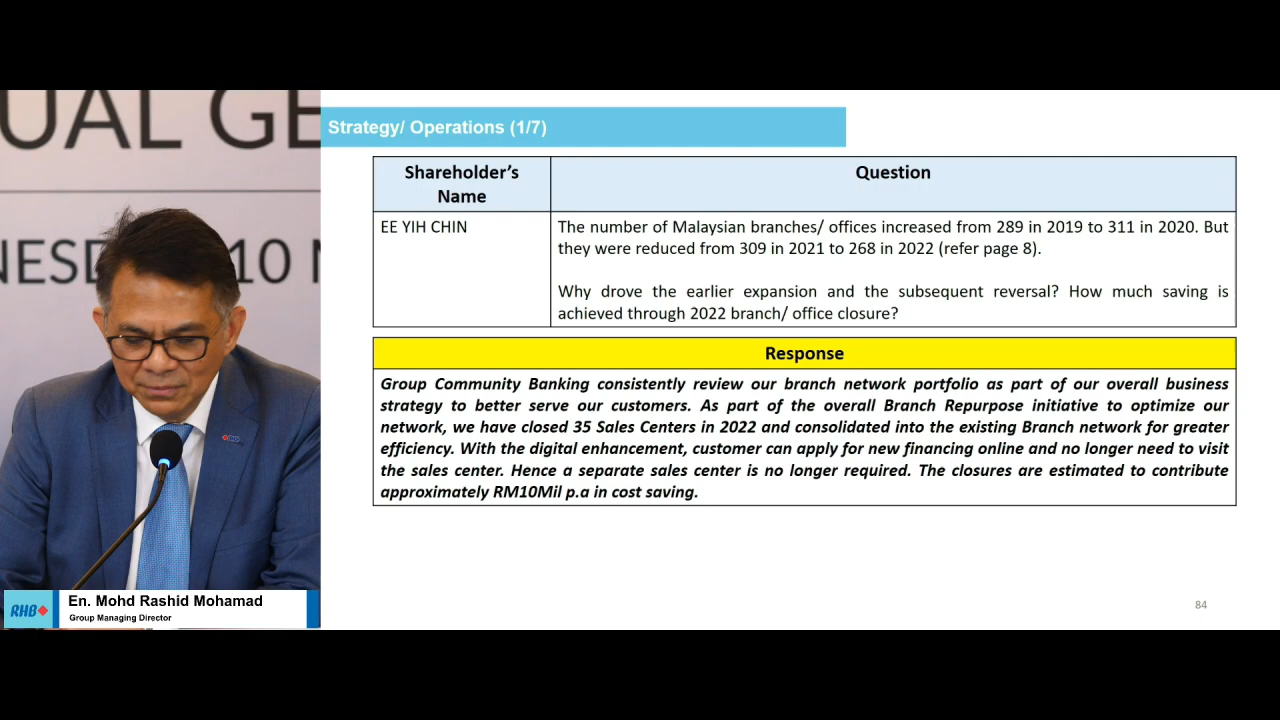 UAL GE
10
Strategy/ Operations (1/7)
Shareholder's
Name
Question
EE YIH CHIN
The number of Malaysian branches/ offices increased from 289 in 2019 to 311 in 2020. But
they were reduced from 309 in 2021 to 268 in 2022 (refer page 8).
Why drove the earlier expansion and the subsequent reversal? How much saving is
achieved through 2022 branch/ office closure?
Response
Group Community Banking consistently review our branch network portfolio as part of our overall business
strategy to better serve our customers. As part of the overall Branch Repurpose initiative to optimize our
network, we have closed 35 Sales Centers in 2022 and consolidated into the existing Branch network for greater
efficiency. With the digital enhancement, customer can apply for new financing online and no longer need to visit
the sales center. Hence a separate sales center is no longer required. The closures are estimated to contribute
approximately RM10Mil p.a in cost saving.
RHB
En. Mohd Rashid Mohamad
Group Managing Director
84